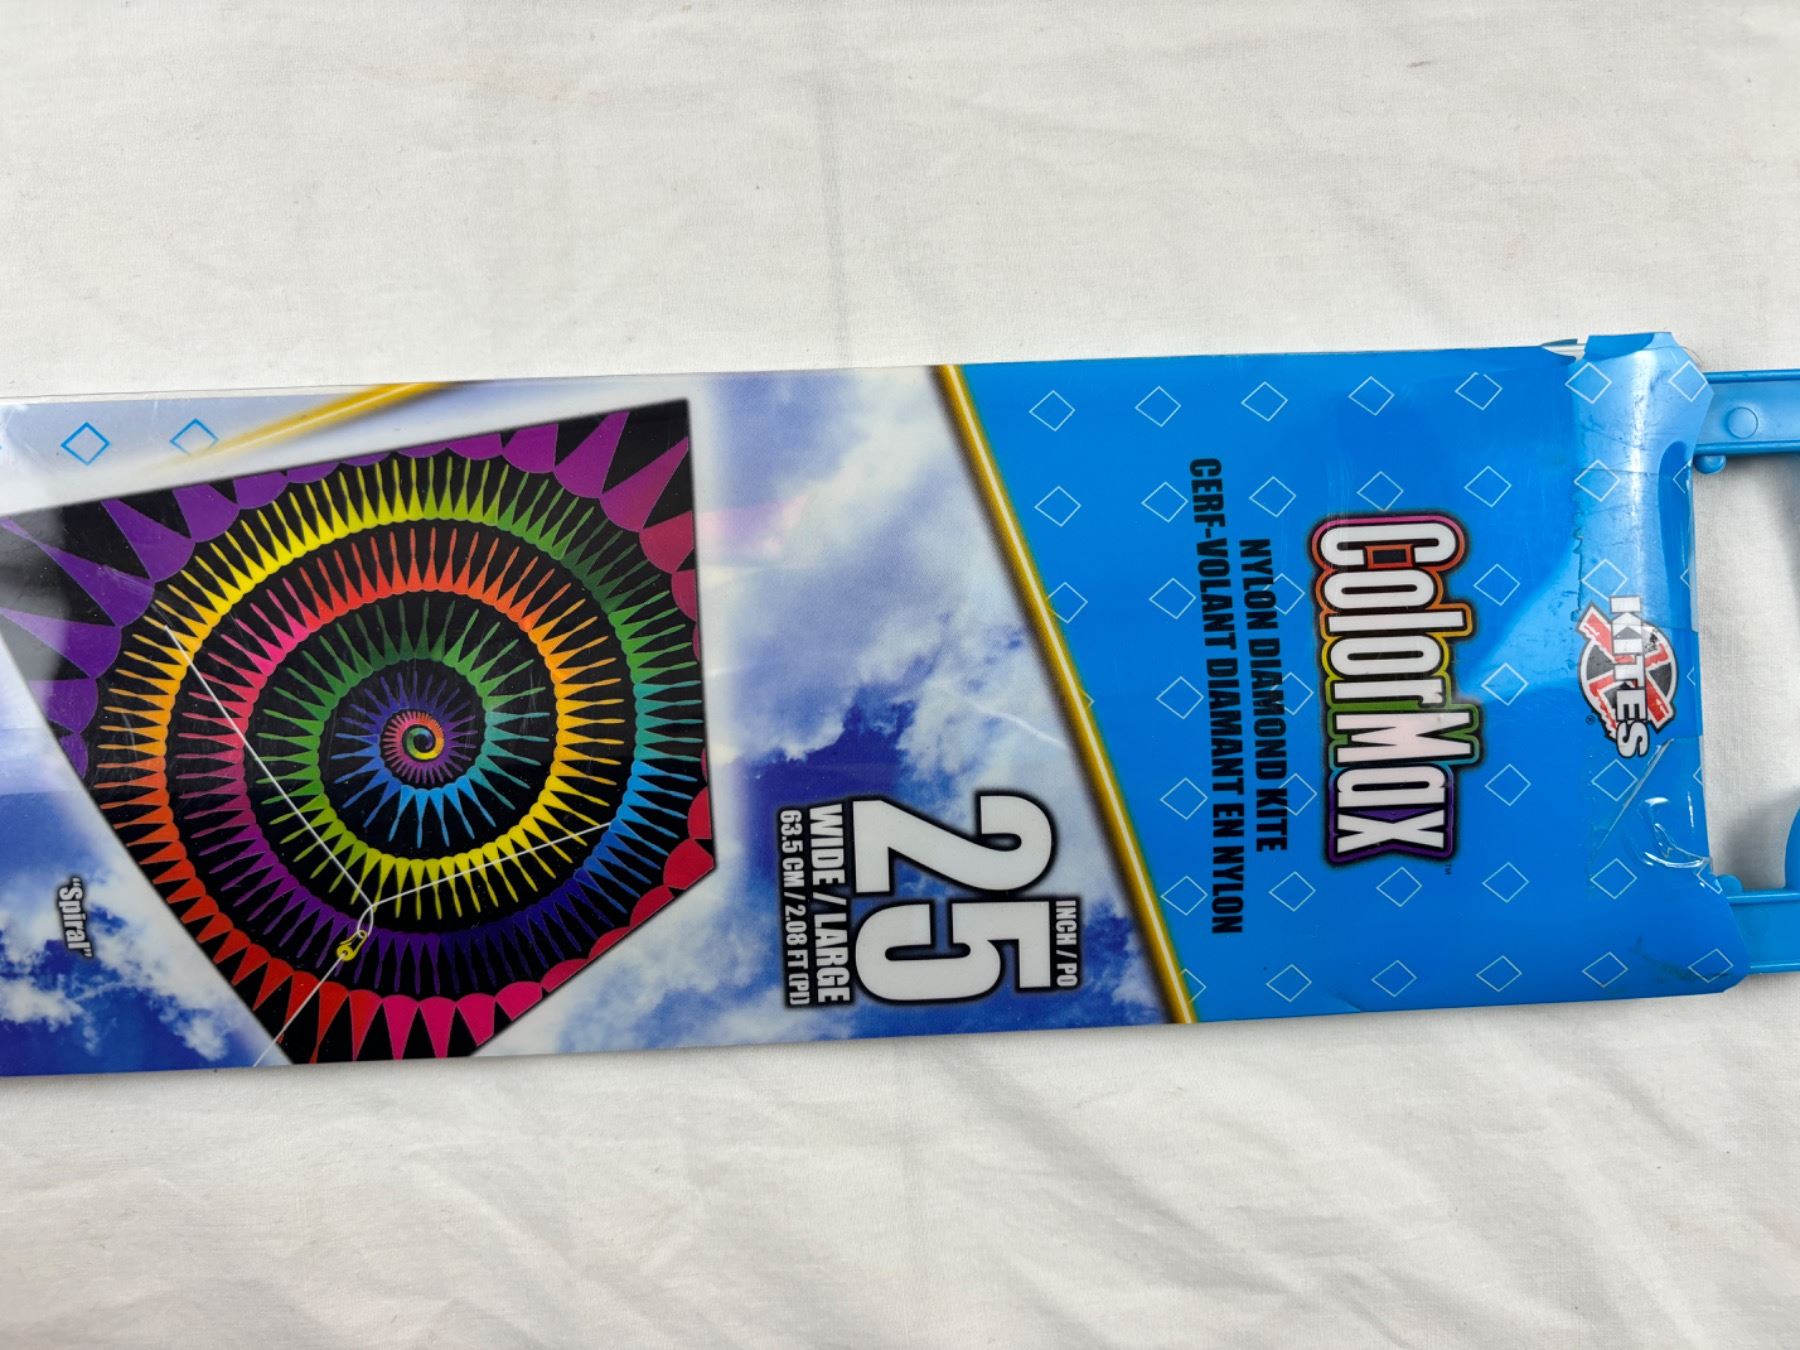 X KITES®
ColorMax™
NYLON DIAMOND KITE
CERF-VOLANT DIAMANT EN NYLON
25 INCH / PO
WIDE / LARGE
63.5 CM / 2.08 FT (PI)
"Spiral"